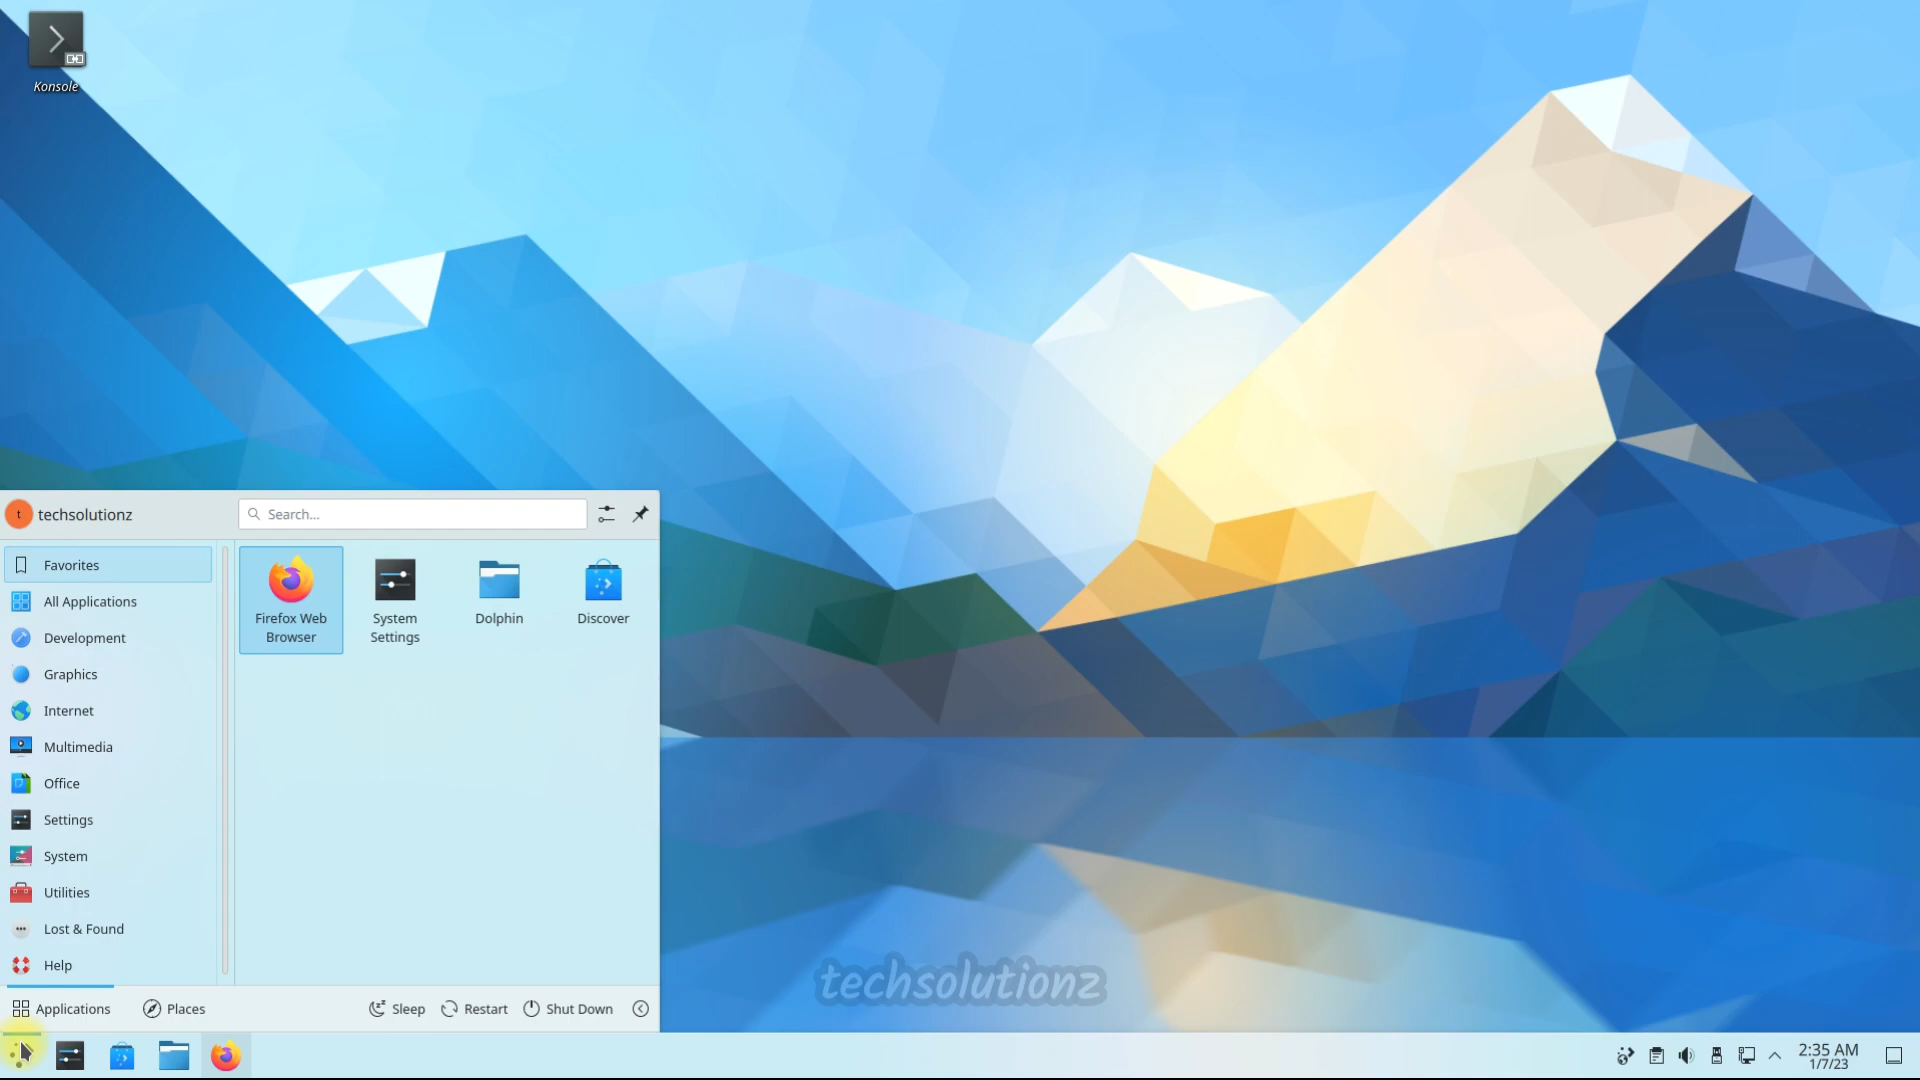 Konsole
t
techsolutionz
Search...
Favorites
All Applications
Development
Graphics
Internet
Multimedia
Office
Settings
System
Utilities
Lost & Found
Help
Firefox Web
Browser
System
Settings
Dolphin
Discover
Applications
Places
Sleep
Restart
Shut Down
techsolutionz
2:35 AM
1/7/23